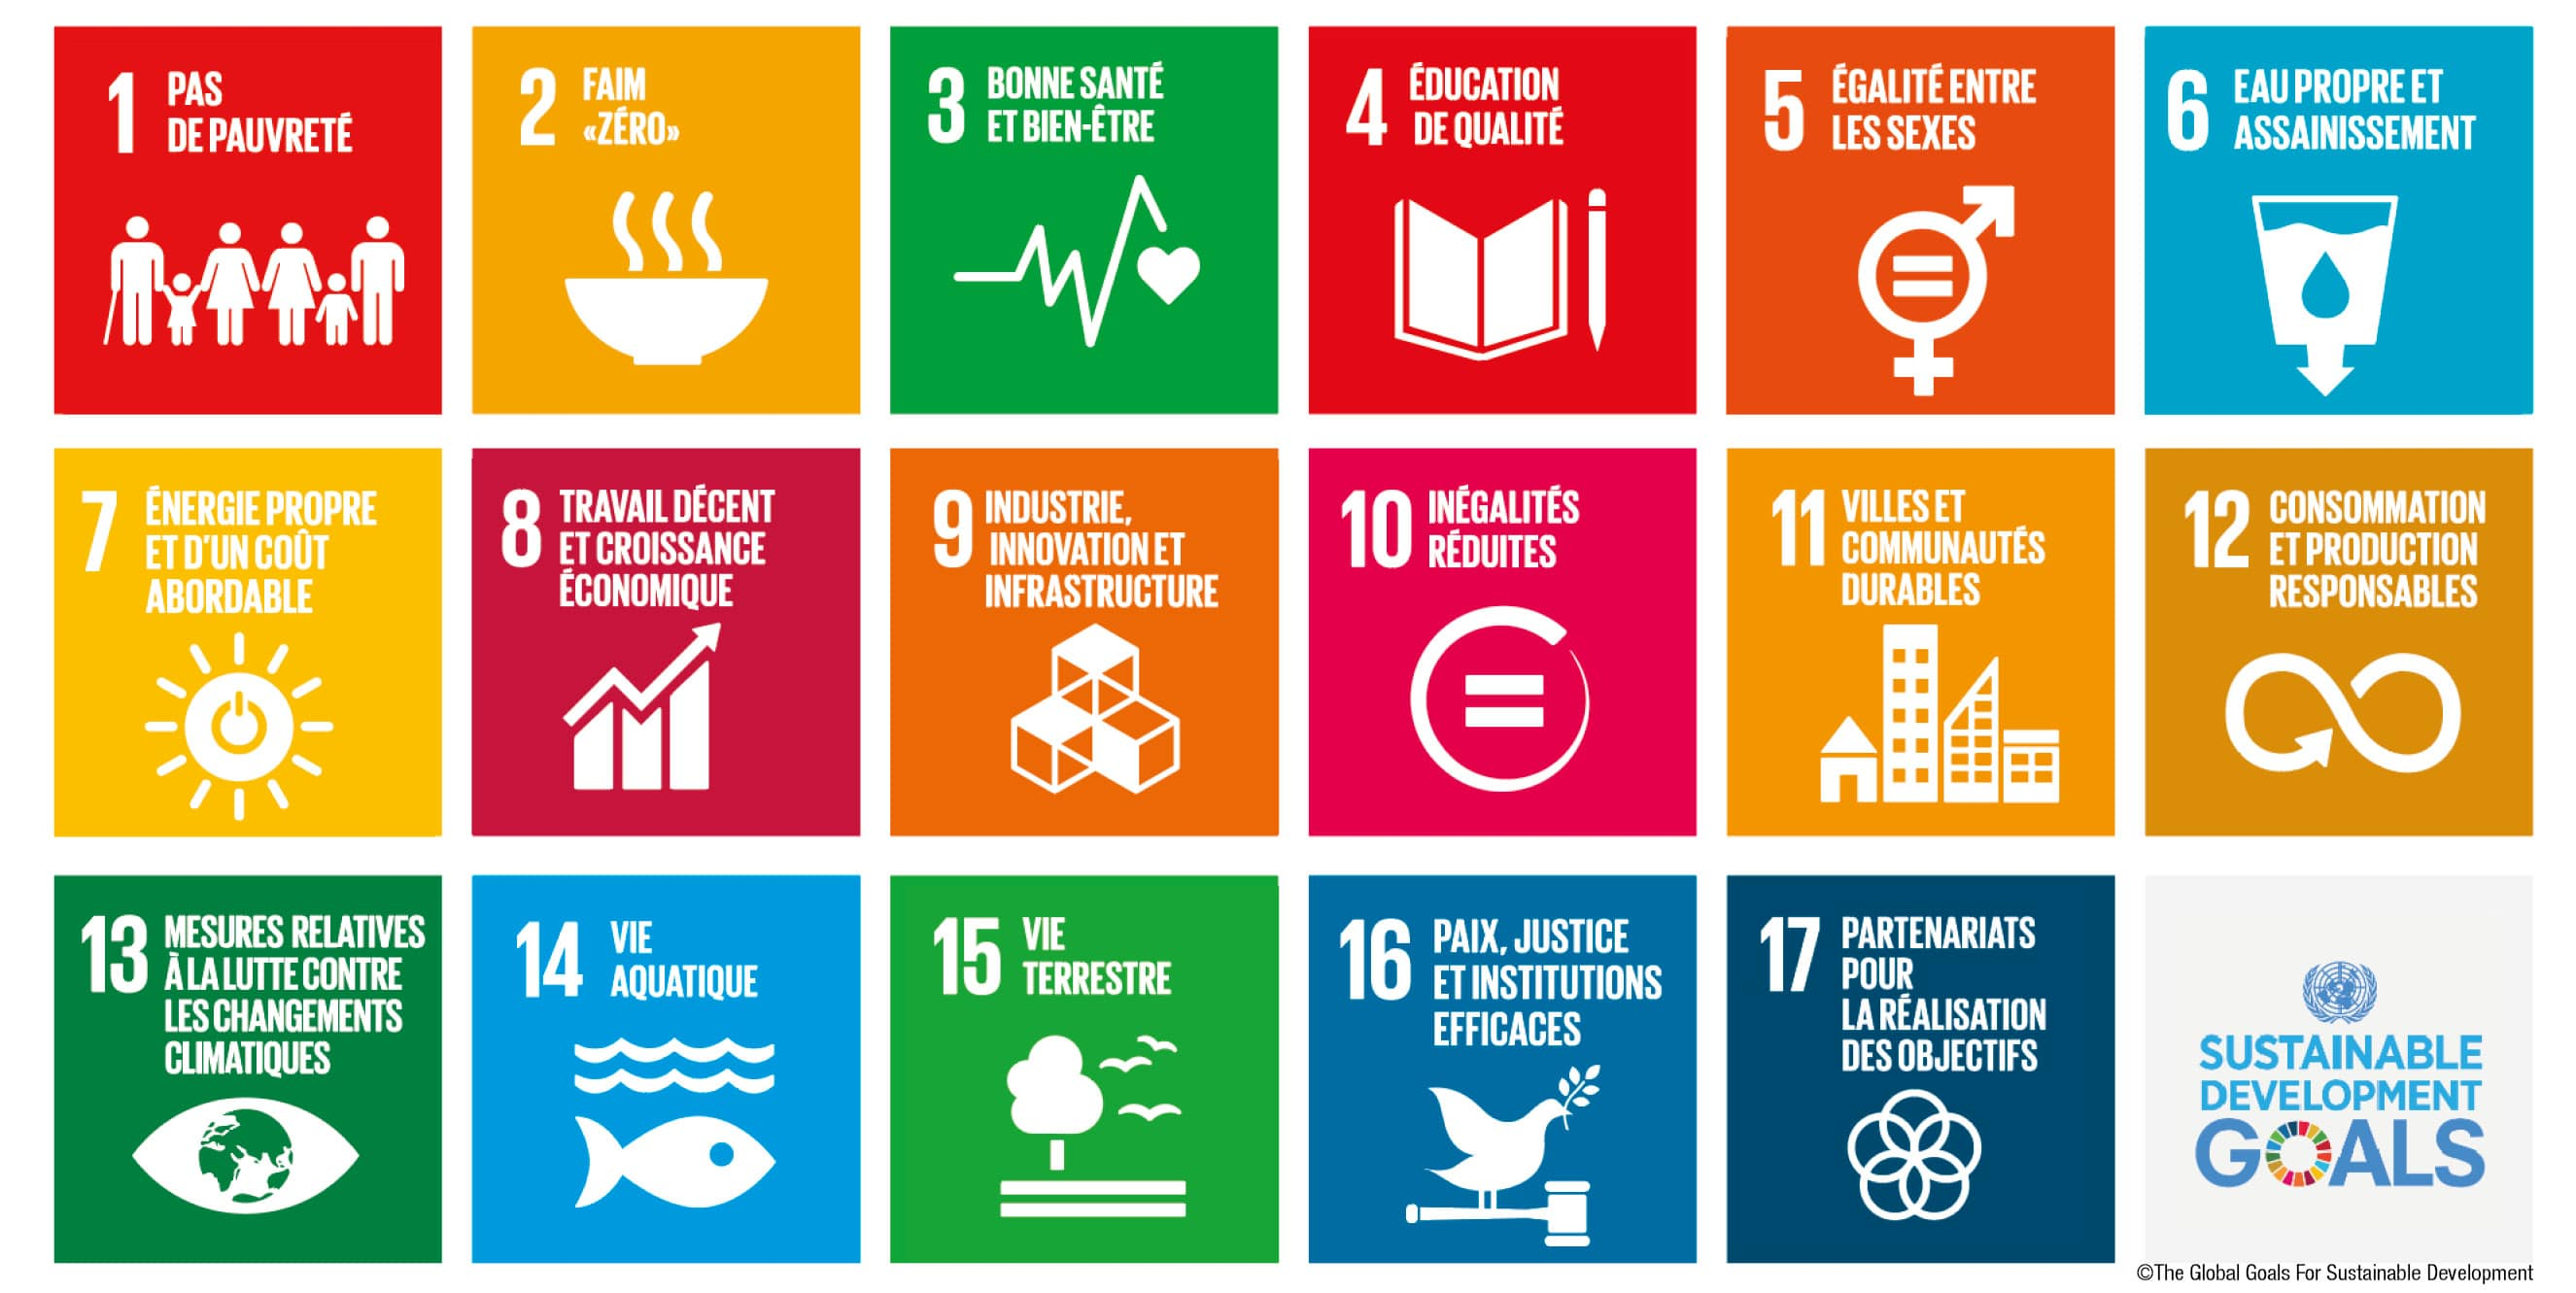 1 PAS
DE PAUVRETÉ
2 FAIM
«ZÉRO»
3 BONNE SANTÉ
ET BIEN-ÊTRE
4 ÉDUCATION
DE QUALITÉ
5 ÉGALITÉ ENTRE
LES SEXES
6 EAU PROPRE ET
ASSAINISSEMENT
7 ÉNERGIE PROPRE
ET D'UN COÛT
ABORDABLE
8 TRAVAIL DÉCENT
ET CROISSANCE
ÉCONOMIQUE
9 INDUSTRIE,
INNOVATION ET
INFRASTRUCTURE
10 INÉGALITÉS
RÉDUITES
11 VILLES ET
COMMUNAUTÉS
DURABLES
12 CONSOMMATION
ET PRODUCTION
RESPONSABLES
13 MESURES RELATIVES
À LA LUTTE CONTRE
LES CHANGEMENTS
CLIMATIQUES
14 VIE
AQUATIQUE
15 VIE
TERRESTRE
16 PAIX, JUSTICE
ET INSTITUTIONS
EFFICACES
17 PARTENARIATS
POUR
LA RÉALISATION
DES OBJECTIFS
SUSTAINABLE
DEVELOPMENT
GOALS
©The Global Goals For Sustainable Development